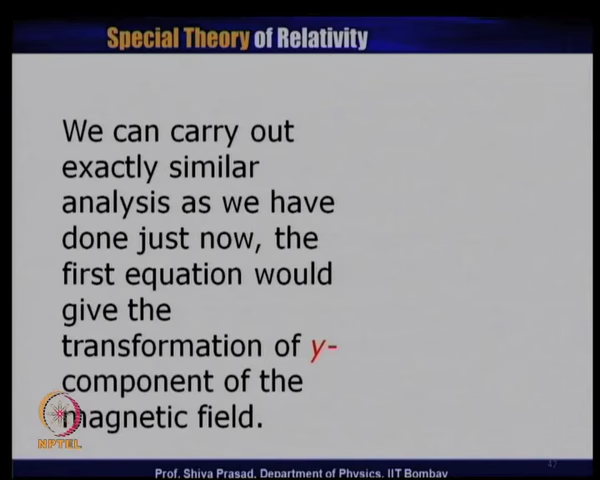 Special Theory of Relativity
We can carry out
exactly similar
analysis as we have
done just now, the
first equation would
give the
transformation of y-
component of the
magnetic field.
NPTEL
47
Prof. Shiva Prasad, Department of Physics, IIT Bombay